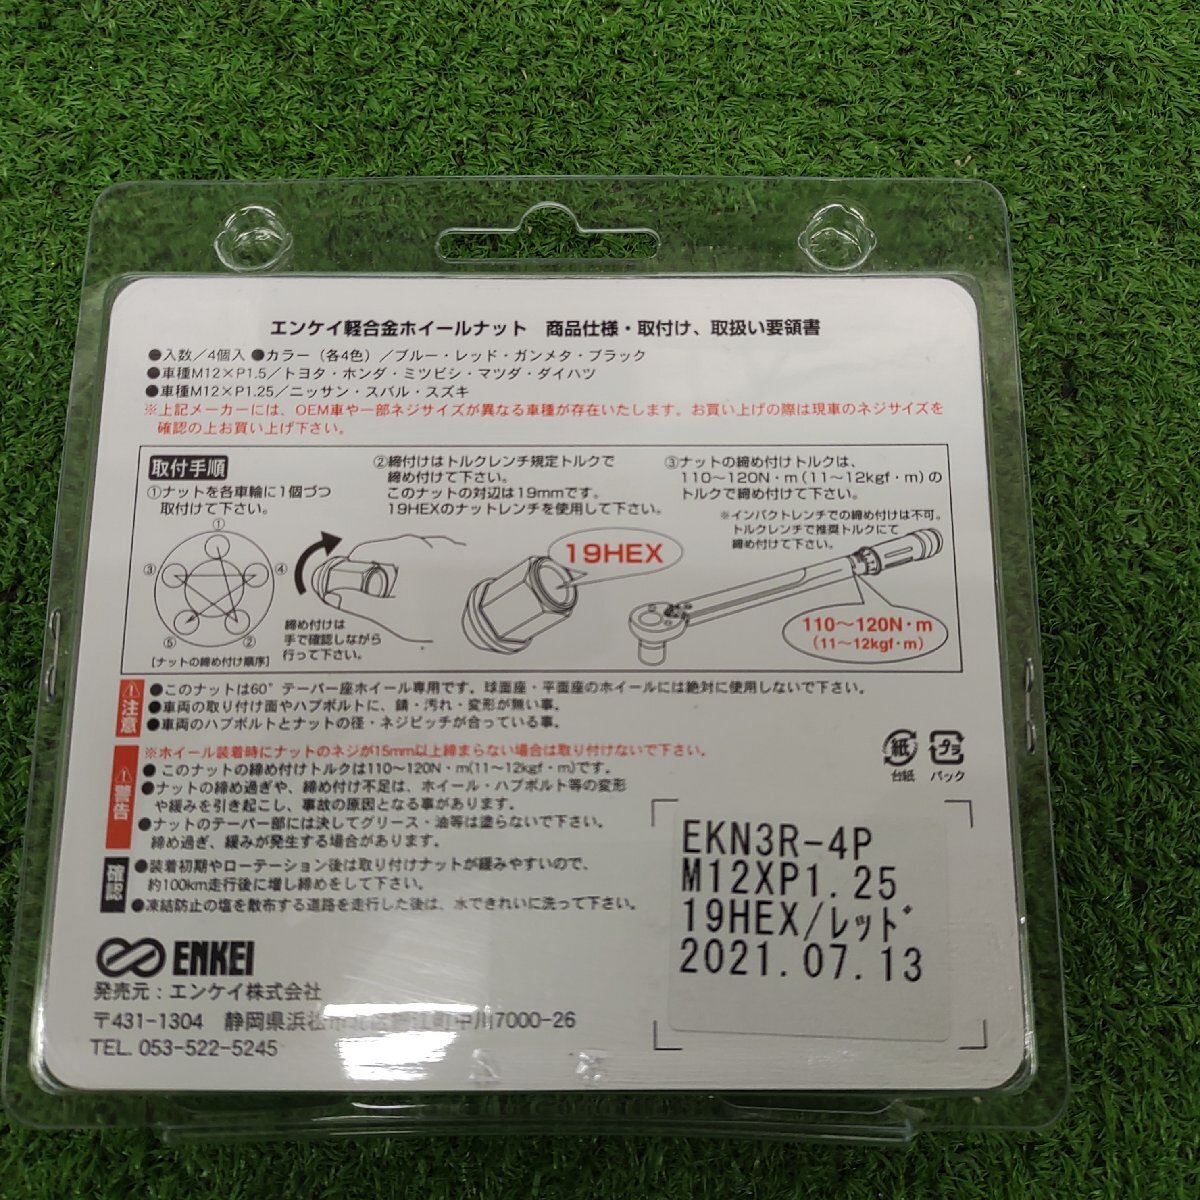 エンケイ軽合金ホイールナット 商品仕様・取付け、取扱い要領書
●入数／4個入 ●カラー（各4色）／ブルー・レッド・ガンメタ・ブラック
●車種M12×P1.5／トヨタ・ホンダ・ミツビシ・マツダ・ダイハツ
●車種M12×P1.25／ニッサン・スバル・スズキ
※上記メーカーには、OEM車や一部ネジサイズが異なる車種が存在いたします。お買い上げの際は現車のネジサイズを
確認の上お買い上げ下さい。
取付手順
①ナットを各車輪に1個づつ
取付けて下さい。
①
③
④
⑤
②
[ナットの締め付け順序]
締め付けは
手で確認しながら
行って下さい。
②締付けはトルクレンチ規定トルクで
締め付けて下さい。
このナットの対辺は19mmです。
19HEXのナットレンチを使用して下さい。
19HEX
③ナットの締め付けトルクは、
110〜120N・m（11〜12kgf・m）の
トルクで締め付けて下さい。
※インパクトレンチでの締め付けは不可。
トルクレンチで推奨トルクにて
締め付けて下さい。
110〜120N・m
（11〜12kgf・m）
注意
●このナットは60°テーパー座ホイール専用です。球面座・平面座のホイールには絶対に使用しないで下さい。
●車両の取り付け面やハブボルトに、錆・汚れ・変形が無い事。
●車両のハブボルトとナットの径・ネジピッチが合っている事。
警告
※ホイール装着時にナットのネジが15mm以上締まらない場合は取り付けないで下さい。
●このナットの締め付けトルクは110〜120N・m(11〜12kgf・m)です。
●ナットの締め過ぎや、締め付け不足は、ホイール・ハブボルト等の変形
や緩みを引き起こし、事故の原因となる事があります。
●ナットのテーパー部には決してグリース・油等は塗らないで下さい。
締め過ぎ、緩みが発生する場合があります。
確認
●装着初期やローテーション後は取り付けナットが緩みやすいので、
約100km走行後に増し締めをして下さい。
●凍結防止の塩を散布する道路を走行した後は、水できれいに洗って下さい。
紙
プラ
台紙
パック
EKN3R-4P
M12XP1.25
19HEX/ﾚｯﾄﾞ
2021.07.13
ENKEI
発売元：エンケイ株式会社
〒431-1304 静岡県浜松市北区細江町中川7000-26
TEL. 053-522-5245